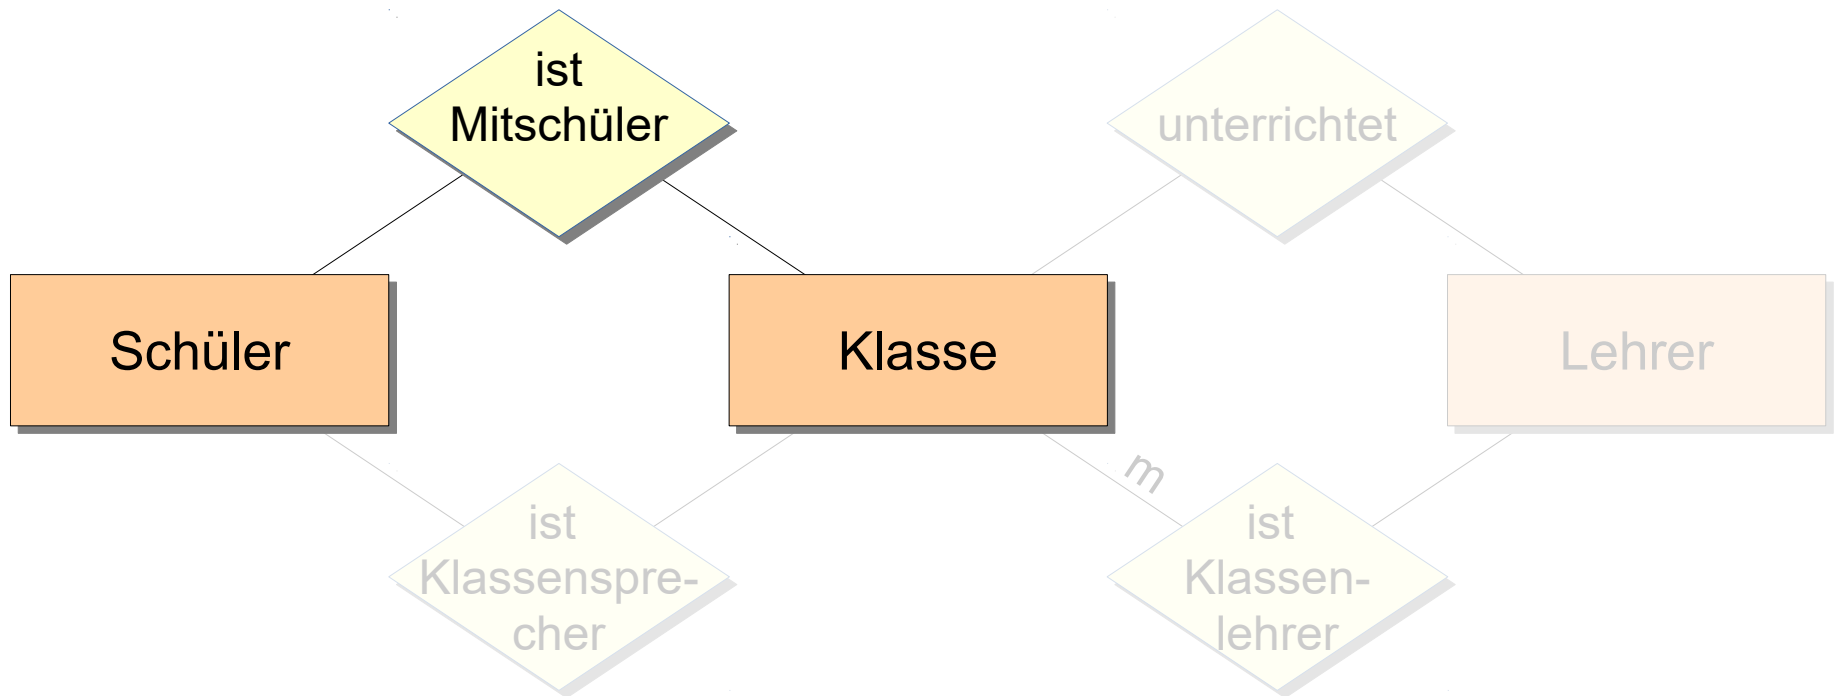 ist
Mitschüler
unterrichtet
Schüler
Klasse
Lehrer
m
ist
Klassenspre-
cher
ist
Klassen-
lehrer